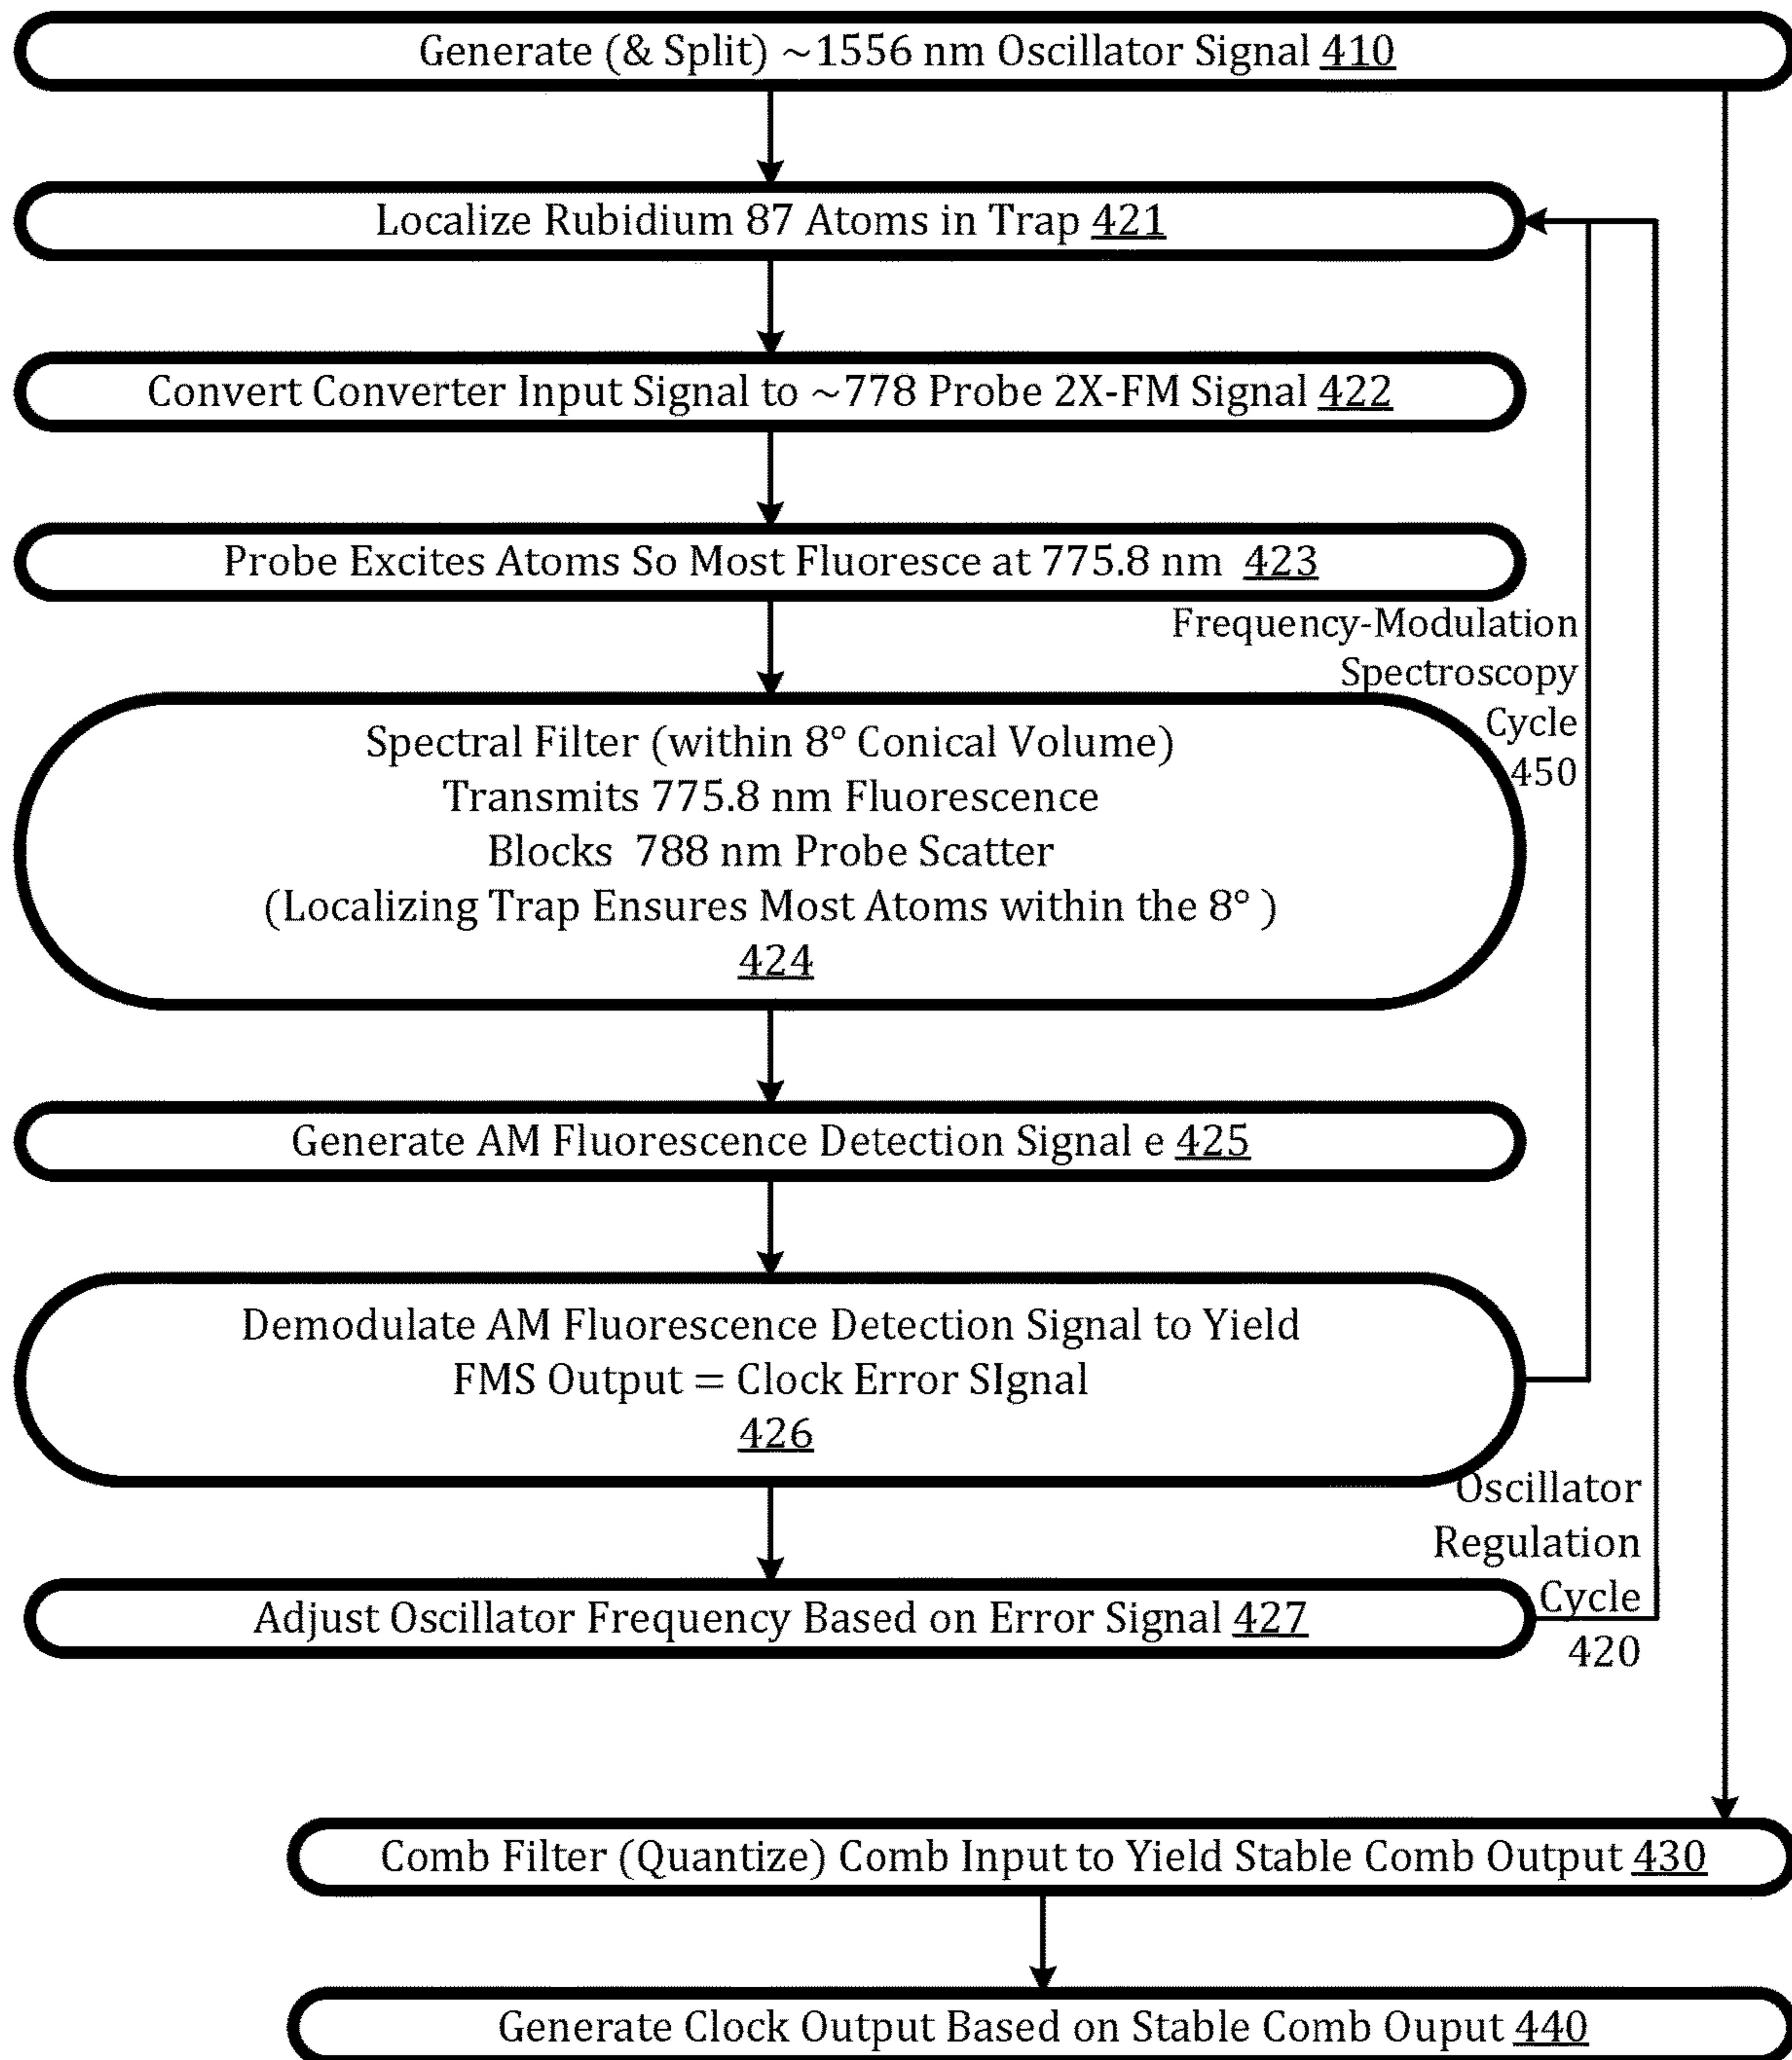 Generate (& Split) ~1556 nm Oscillator Signal 410
Localize Rubidium 87 Atoms in Trap 421
Convert Converter Input Signal to ~778 Probe 2X-FM Signal 422
Probe Excites Atoms So Most Fluoresce at 775.8 nm 423
Frequency-Modulation
Spectroscopy
Cycle
450
Spectral Filter (within 8° Conical Volume)
Transmits 775.8 nm Fluorescence
Blocks 788 nm Probe Scatter
(Localizing Trap Ensures Most Atoms within the 8° )
424
Generate AM Fluorescence Detection Signal e 425
Demodulate AM Fluorescence Detection Signal to Yield
FMS Output = Clock Error SIgnal
426
Oscillator
Regulation
Cycle
420
Adjust Oscillator Frequency Based on Error Signal 427
Comb Filter (Quantize) Comb Input to Yield Stable Comb Output 430
Generate Clock Output Based on Stable Comb Ouput 440